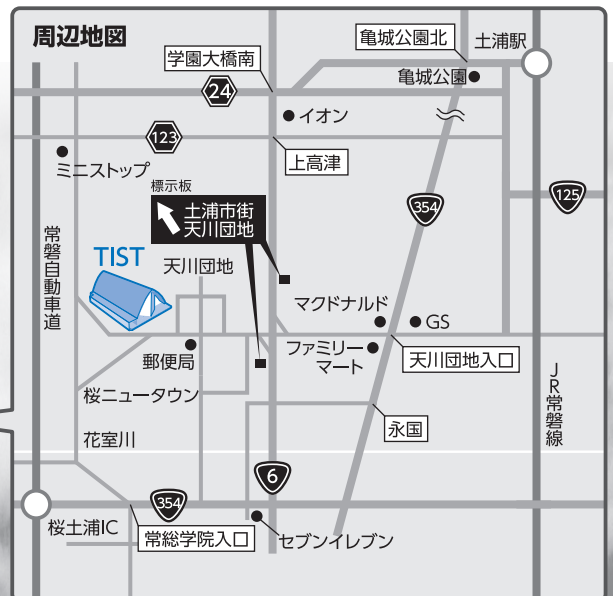 周辺地図
亀城公園北
土浦駅
学園大橋南
亀城公園
24
イオン
123
上高津
ミニストップ
標示板
土浦市街
天川団地
125
354
常磐自動車道
TIST
天川団地
マクドナルド
GS
郵便局
ファミリー
マート
天川団地入口
JR常磐線
桜ニュータウン
永国
花室川
6
354
桜土浦IC
常総学院入口
セブンイレブン